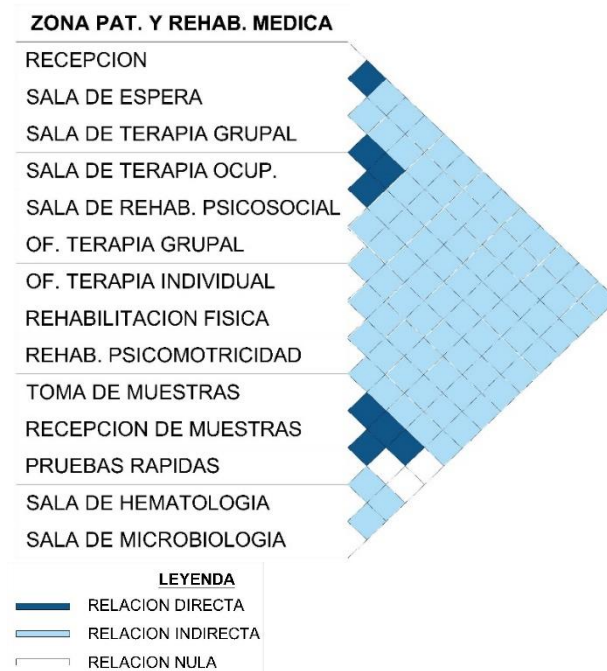 ZONA PAT. Y REHAB. MEDICA
RECEPCION
SALA DE ESPERA
SALA DE TERAPIA GRUPAL
SALA DE TERAPIA OCUP.
SALA DE REHAB. PSICOSOCIAL
OF. TERAPIA GRUPAL
OF. TERAPIA INDIVIDUAL
REHABILITACION FISICA
REHAB. PSICOMOTRICIDAD
TOMA DE MUESTRAS
RECEPCION DE MUESTRAS
PRUEBAS RAPIDAS
SALA DE HEMATOLOGIA
SALA DE MICROBIOLOGIA
LEYENDA
RELACION DIRECTA
RELACION INDIRECTA
RELACION NULA